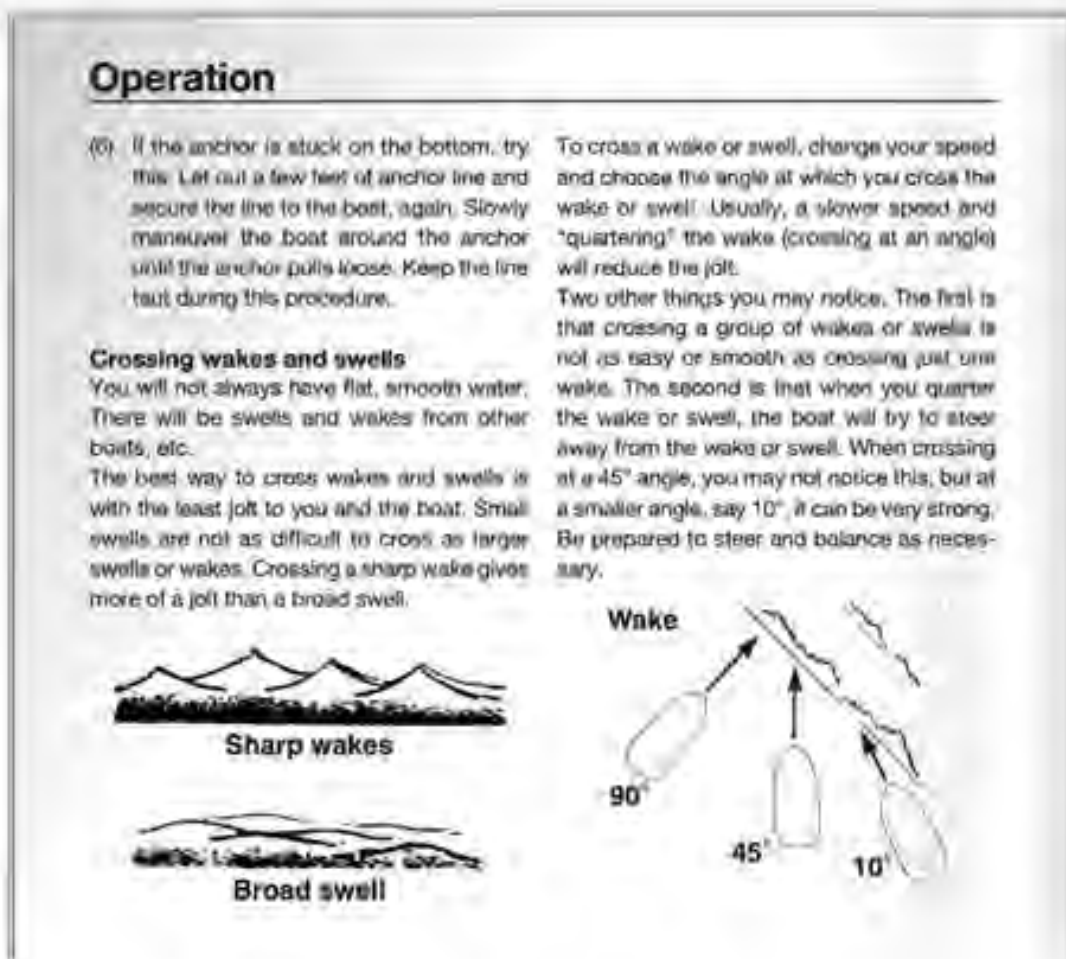 Operation
(6) If the anchor is stuck on the bottom, try
this. Let out a few feet of anchor line and
secure the line to the boat, again. Slowly
maneuver the boat around the anchor
until the anchor pulls loose. Keep the line
taut during this procedure.
Crossing wakes and swells
You will not always have flat, smooth water.
There will be swells and wakes from other
boats, etc.
The best way to cross wakes and swells is
with the least jolt to you and the boat. Small
swells are not as difficult to cross as larger
swells or wakes. Crossing a sharp wake gives
more of a jolt than a broad swell.
Sharp wakes
Broad swell
To cross a wake or swell, change your speed
and choose the angle at which you cross the
wake or swell. Usually, a slower speed and
"quartering" the wake (crossing at an angle)
will reduce the jolt.
Two other things you may notice. The first is
that crossing a group of wakes or swells is
not as easy or smooth as crossing just one
wake. The second is that when you quarter
the wake or swell, the boat will try to steer
away from the wake or swell. When crossing
at a 45° angle, you may not notice this, but at
a smaller angle, say 10°, it can be very strong.
Be prepared to steer and balance as neces-
sary.
Wake
90°
45°
10°